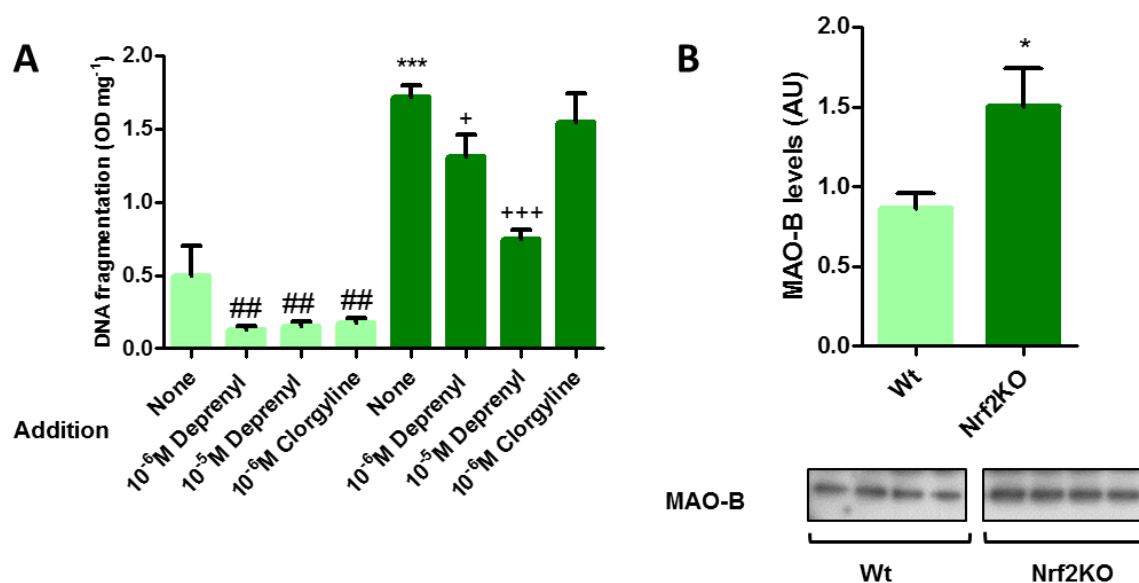 A
DNA fragmentation (OD mg⁻¹)
2.0
1.5
1.0
0.5
0.0
##
##
##
***
+
+++
None
10⁻⁶M Deprenyl
10⁻⁵M Deprenyl
10⁻⁶M Clorgyline
None
10⁻⁶M Deprenyl
10⁻⁵M Deprenyl
10⁻⁶M Clorgyline
Addition
B
MAO-B levels (AU)
2.0
1.5
1.0
0.5
0.0
*
Wt
Nrf2KO
MAO-B
Wt
Nrf2KO